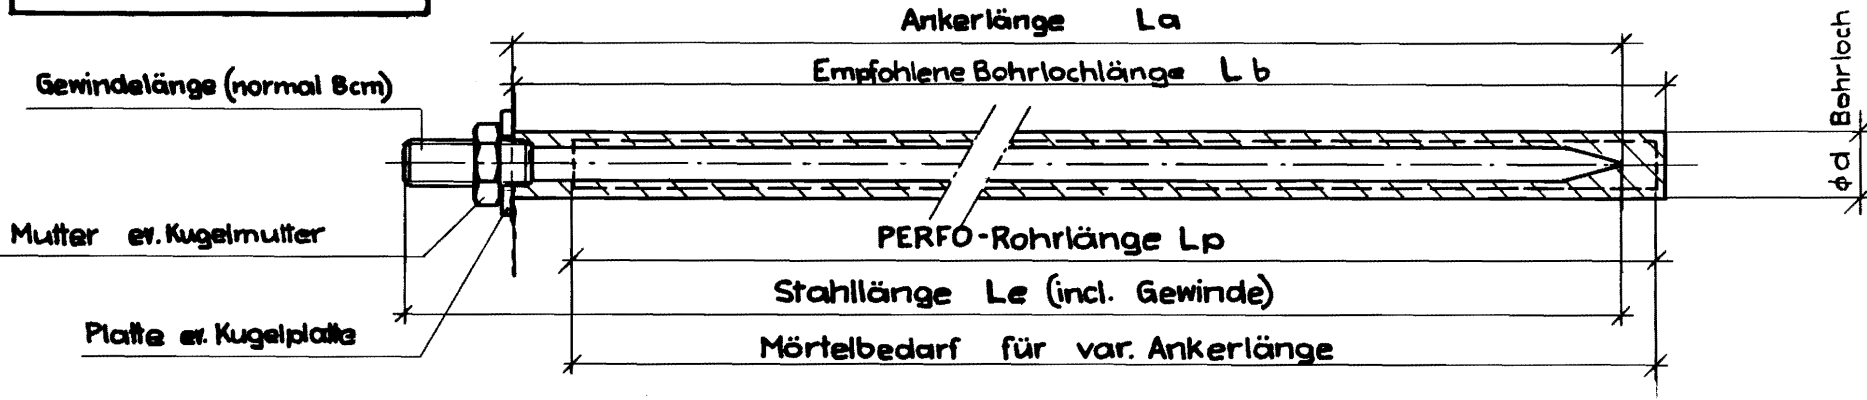 Ankerlänge La
Empfohlene Bohrlochlänge Lb
Gewindelänge (normal 8cm)
ϕ d Bohrloch
Mutter ev. Kugelmutter
PERFO-Rohrlänge Lp
Stahllänge Le (incl. Gewinde)
Platte ev. Kugelplatte
Mörtelbedarf für var. Ankerlänge